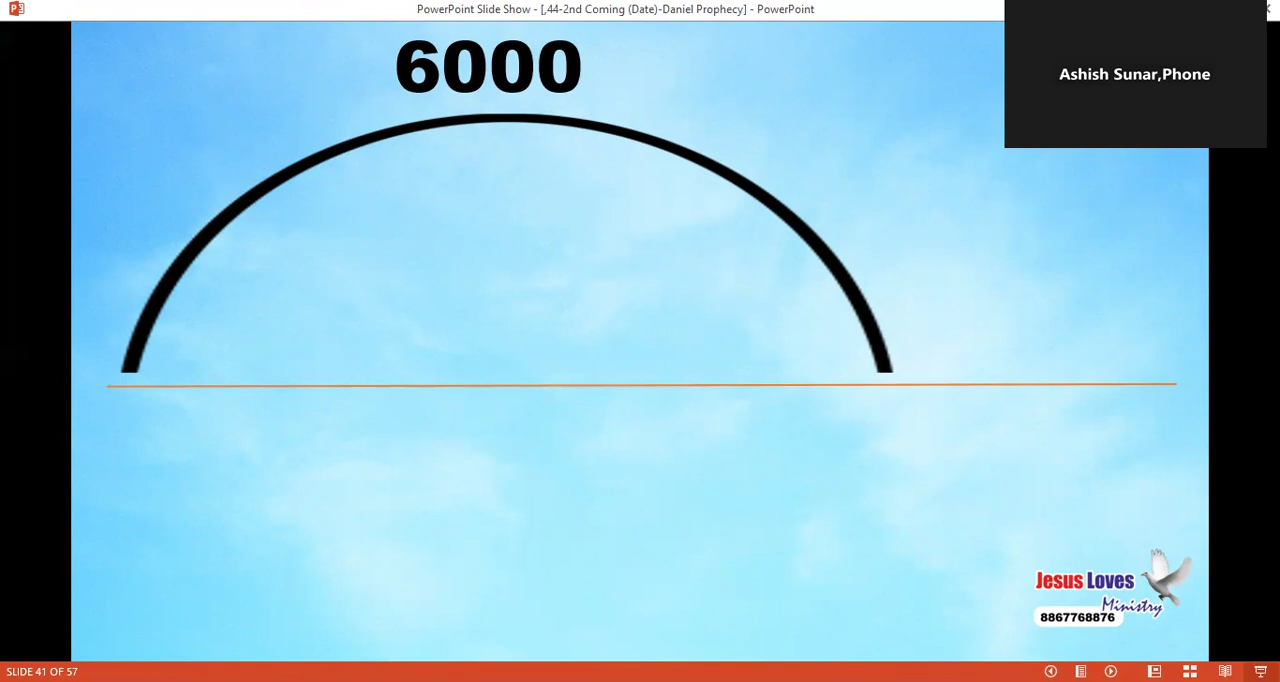 PowerPoint Slide Show - [,44-2nd Coming (Date)-Daniel Prophecy] - PowerPoint
Ashish Sunar,Phone
6000
Jesus Loves
Ministry
8867768876
SLIDE 41 OF 57